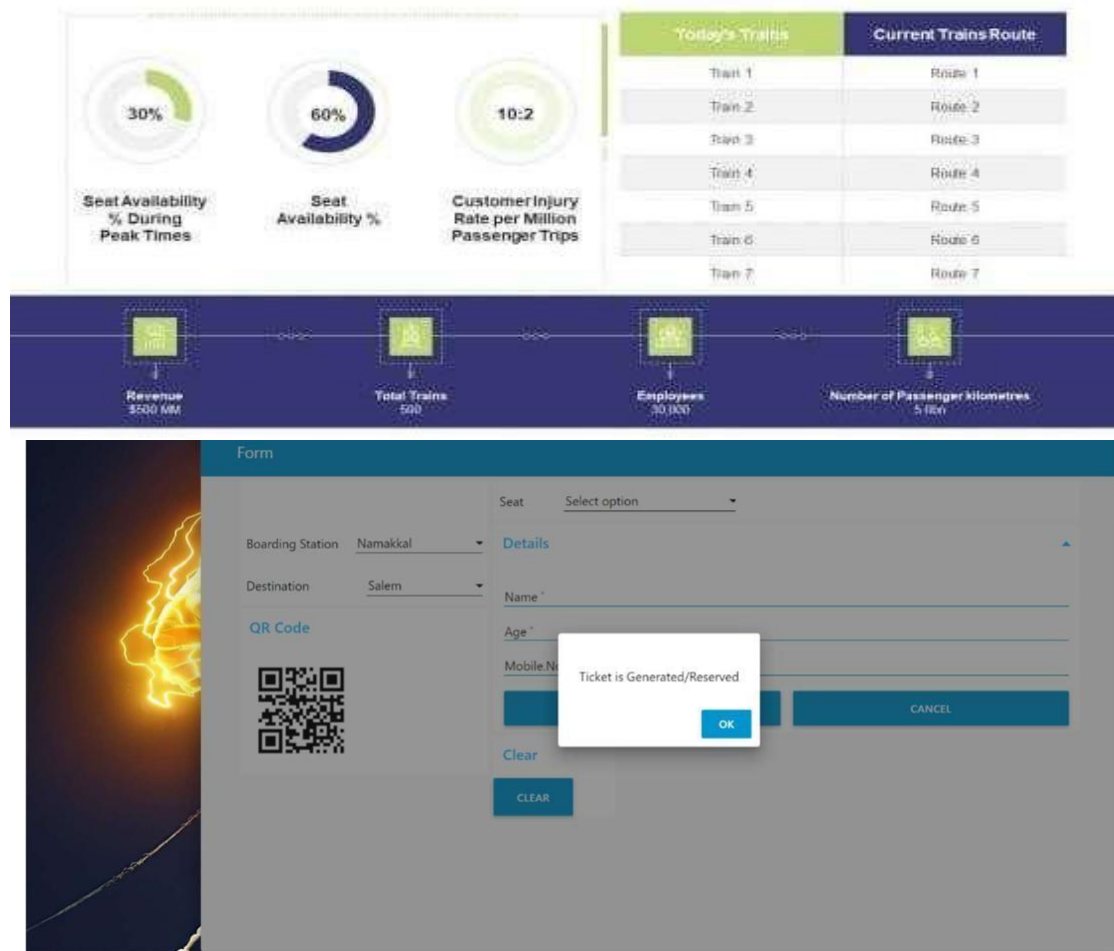 30%
60%
10:2
Seat Availability
% During
Peak Times
Seat
Availability %
Customer Injury
Rate per Million
Passenger Trips
Today's Trains Current Trains Route
Train 1 Route 1
Train 2 Route 2
Train 3 Route 3
Train 4 Route 4
Train 5 Route 5
Train 6 Route 6
Train 7 Route 7
Revenue
$500 MM
Total Trains
500
Employees
30,000
Number of Passenger kilometres
Form
Seat Select option
Boarding Station Namakkal
Destination Salem
QR Code
Details
Name *
Age *
Mobile.No
Ticket is Generated/Reserved
OK
CANCEL
Clear
CLEAR